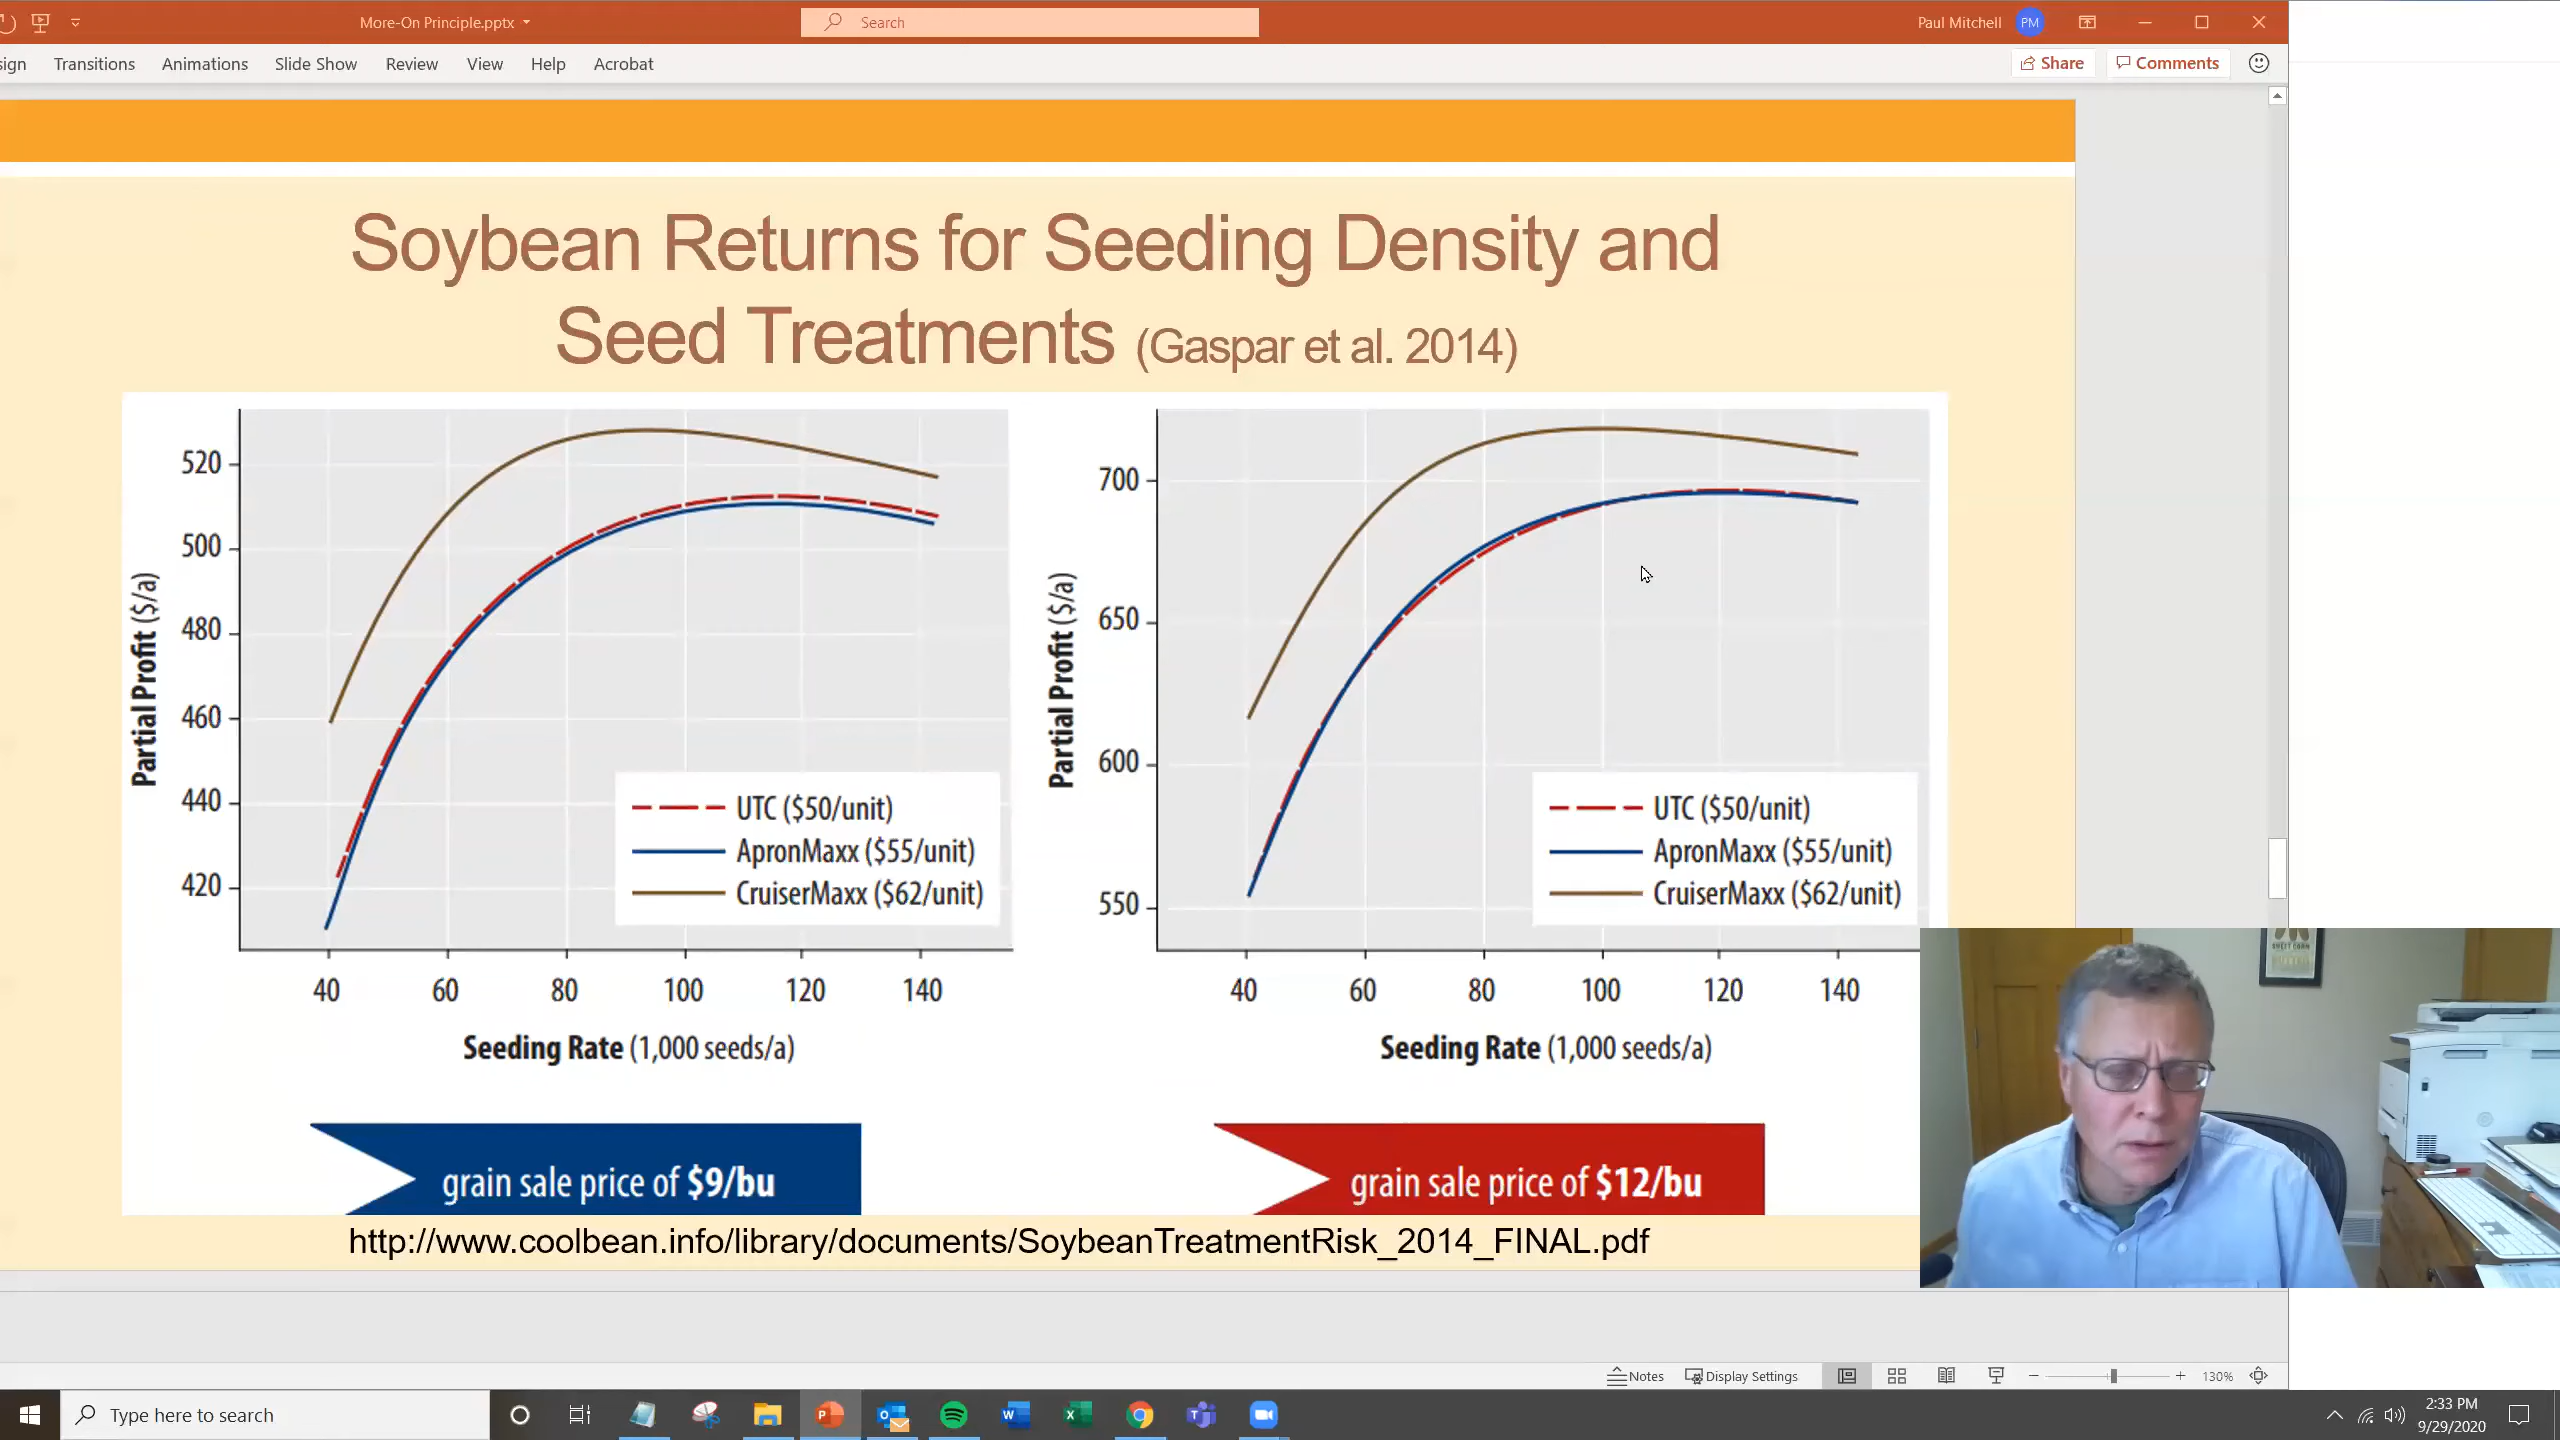 More-On Principle.pptx
Search
Paul Mitchell
PM
sign
Transitions
Animations
Slide Show
Review
View
Help
Acrobat
Share
Comments
Soybean Returns for Seeding Density and
Seed Treatments (Gaspar et al. 2014)
Partial Profit ($/a)
520
500
480
460
440
420
UTC ($50/unit)
ApronMaxx ($55/unit)
CruiserMaxx ($62/unit)
40 60 80 100 120 140
Seeding Rate (1,000 seeds/a)
grain sale price of $9/bu
Partial Profit ($/a)
700
650
600
550
UTC ($50/unit)
ApronMaxx ($55/unit)
CruiserMaxx ($62/unit)
40 60 80 100 120 140
Seeding Rate (1,000 seeds/a)
grain sale price of $12/bu
http://www.coolbean.info/library/documents/SoybeanTreatmentRisk_2014_FINAL.pdf
SWEET CORN
Notes
Display Settings
130%
Type here to search
2:33 PM
9/29/2020